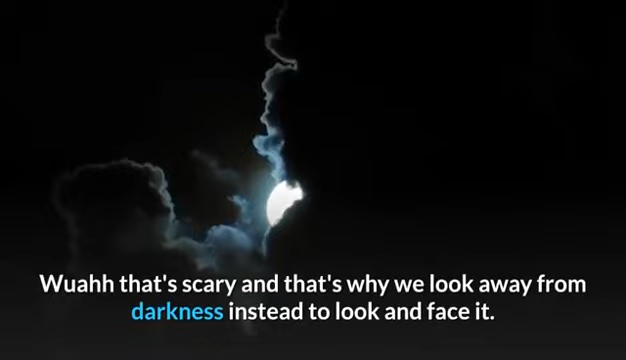 Wuahh that's scary and that's why we look away from
darkness instead to look and face it.